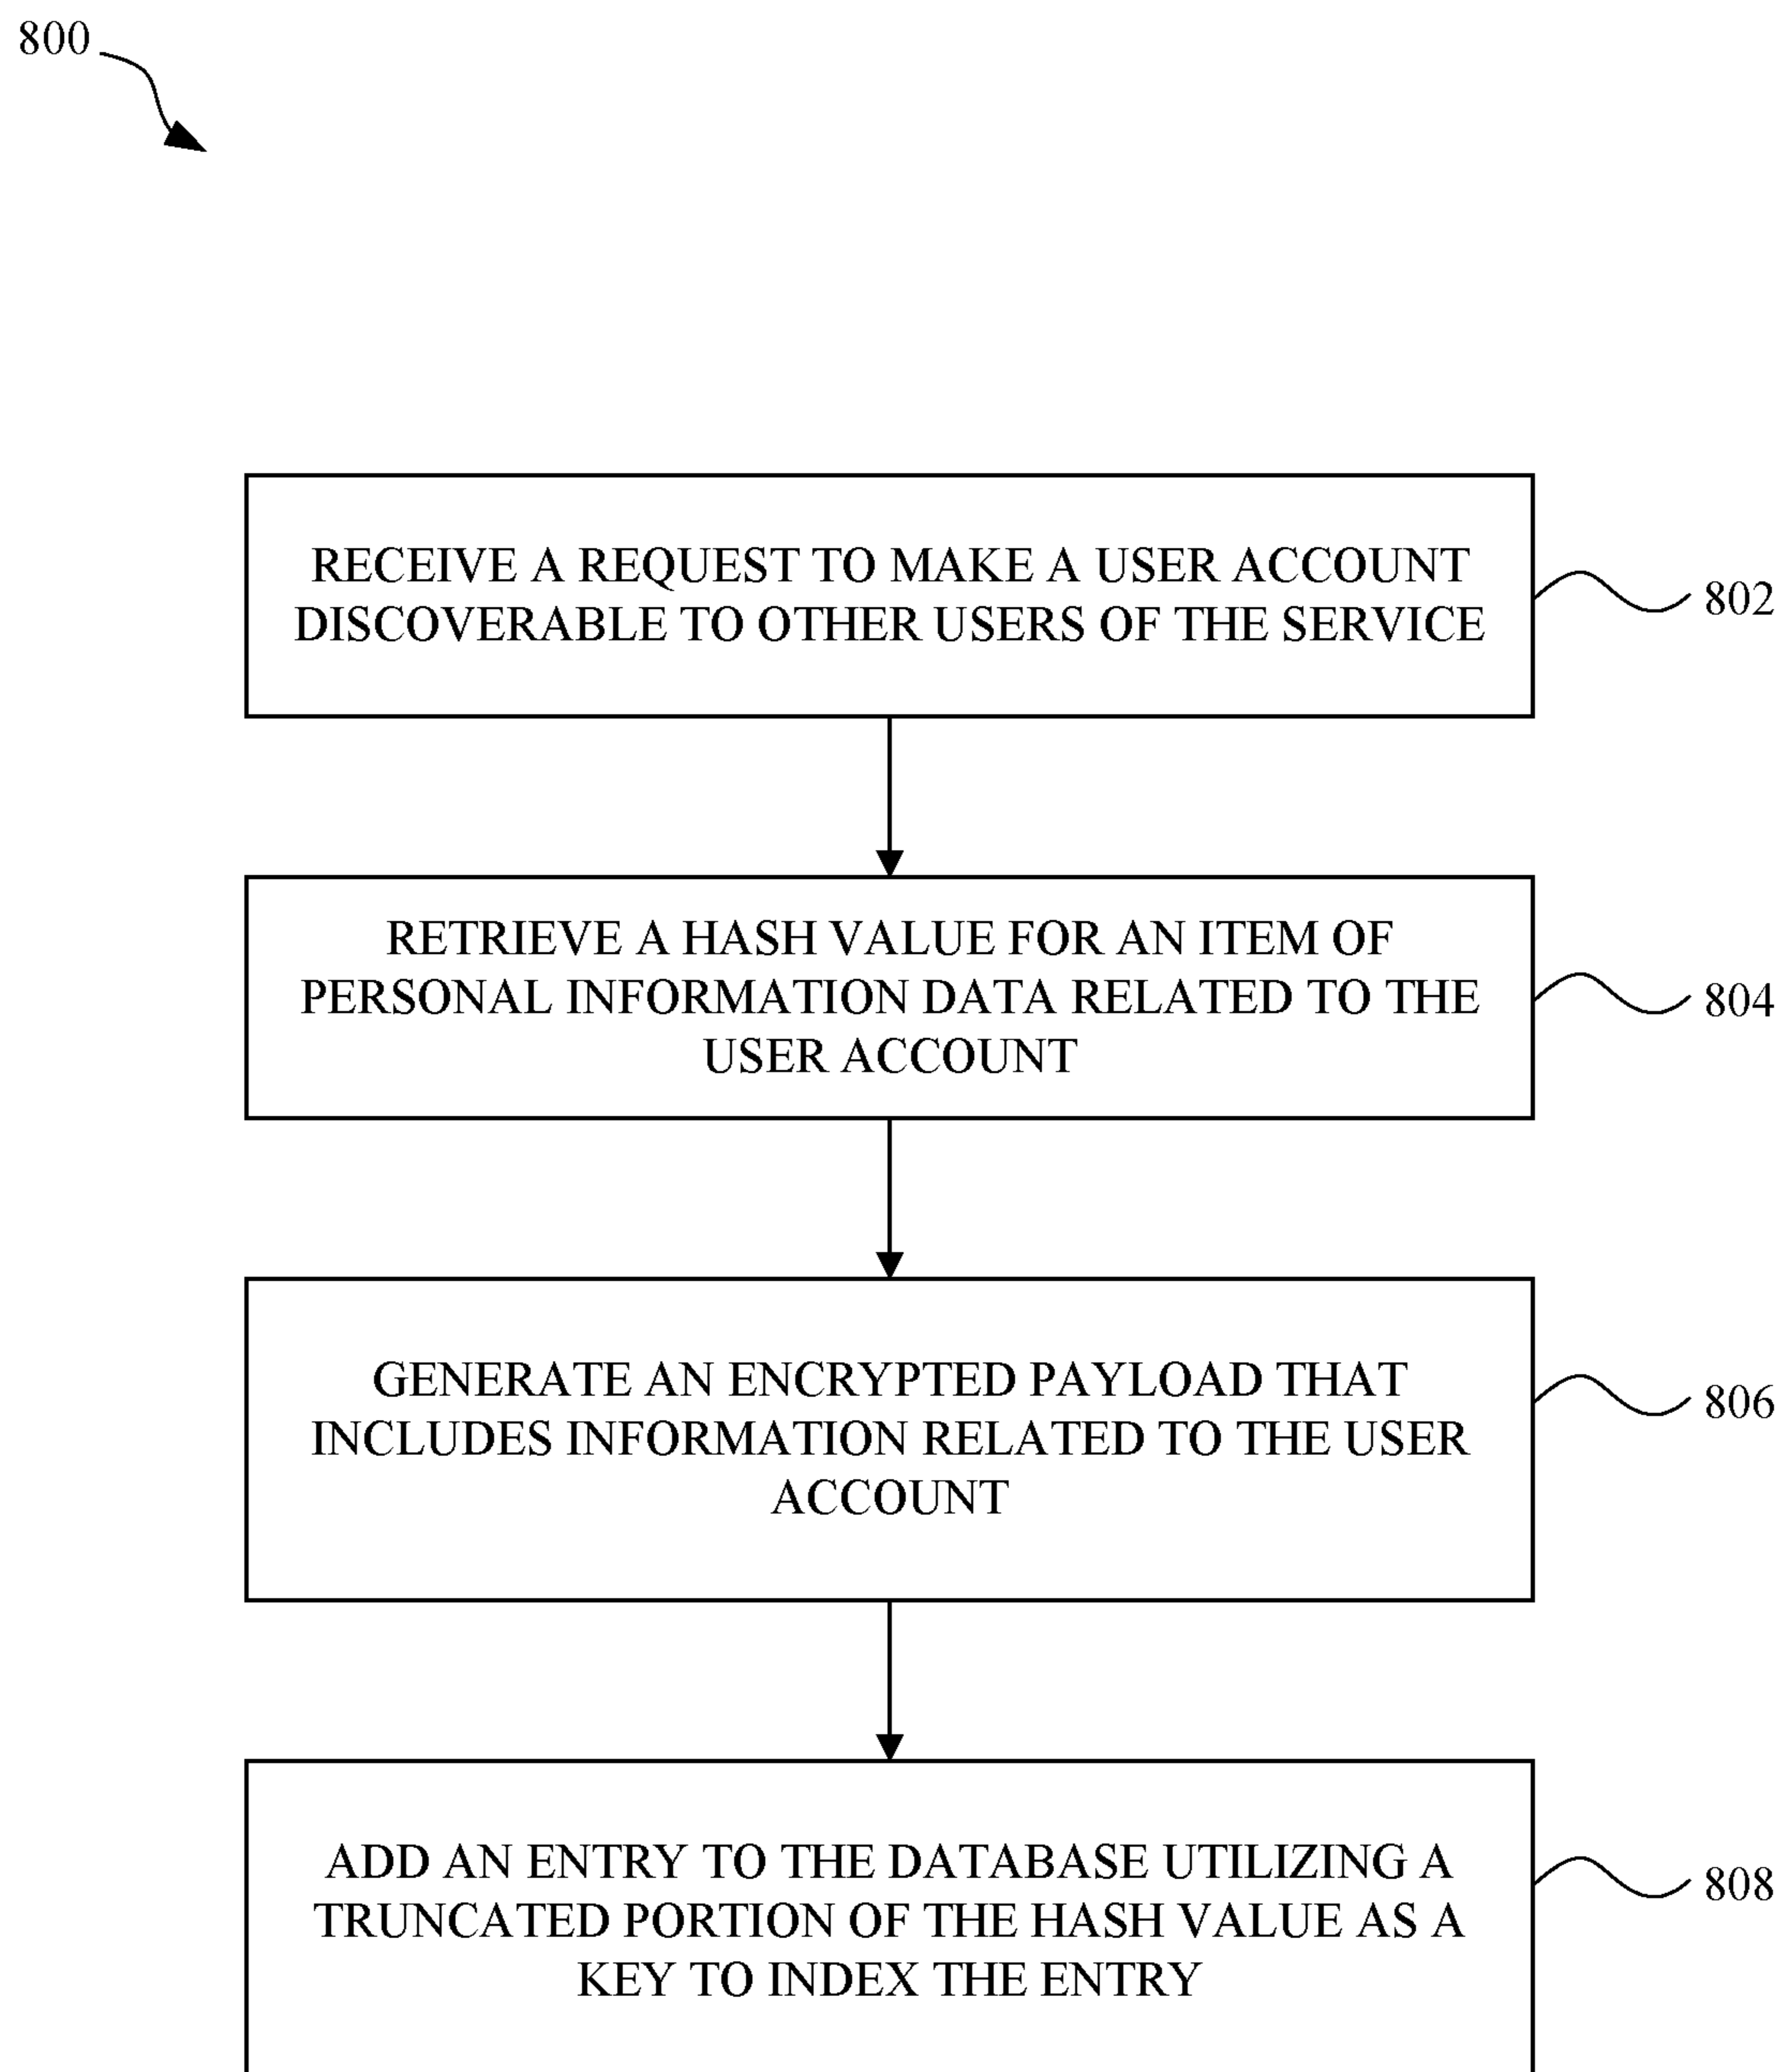 800
RECEIVE A REQUEST TO MAKE A USER ACCOUNT
DISCOVERABLE TO OTHER USERS OF THE SERVICE
802
RETRIEVE A HASH VALUE FOR AN ITEM OF
PERSONAL INFORMATION DATA RELATED TO THE
USER ACCOUNT
804
GENERATE AN ENCRYPTED PAYLOAD THAT
INCLUDES INFORMATION RELATED TO THE USER
ACCOUNT
806
ADD AN ENTRY TO THE DATABASE UTILIZING A
TRUNCATED PORTION OF THE HASH VALUE AS A
KEY TO INDEX THE ENTRY
808